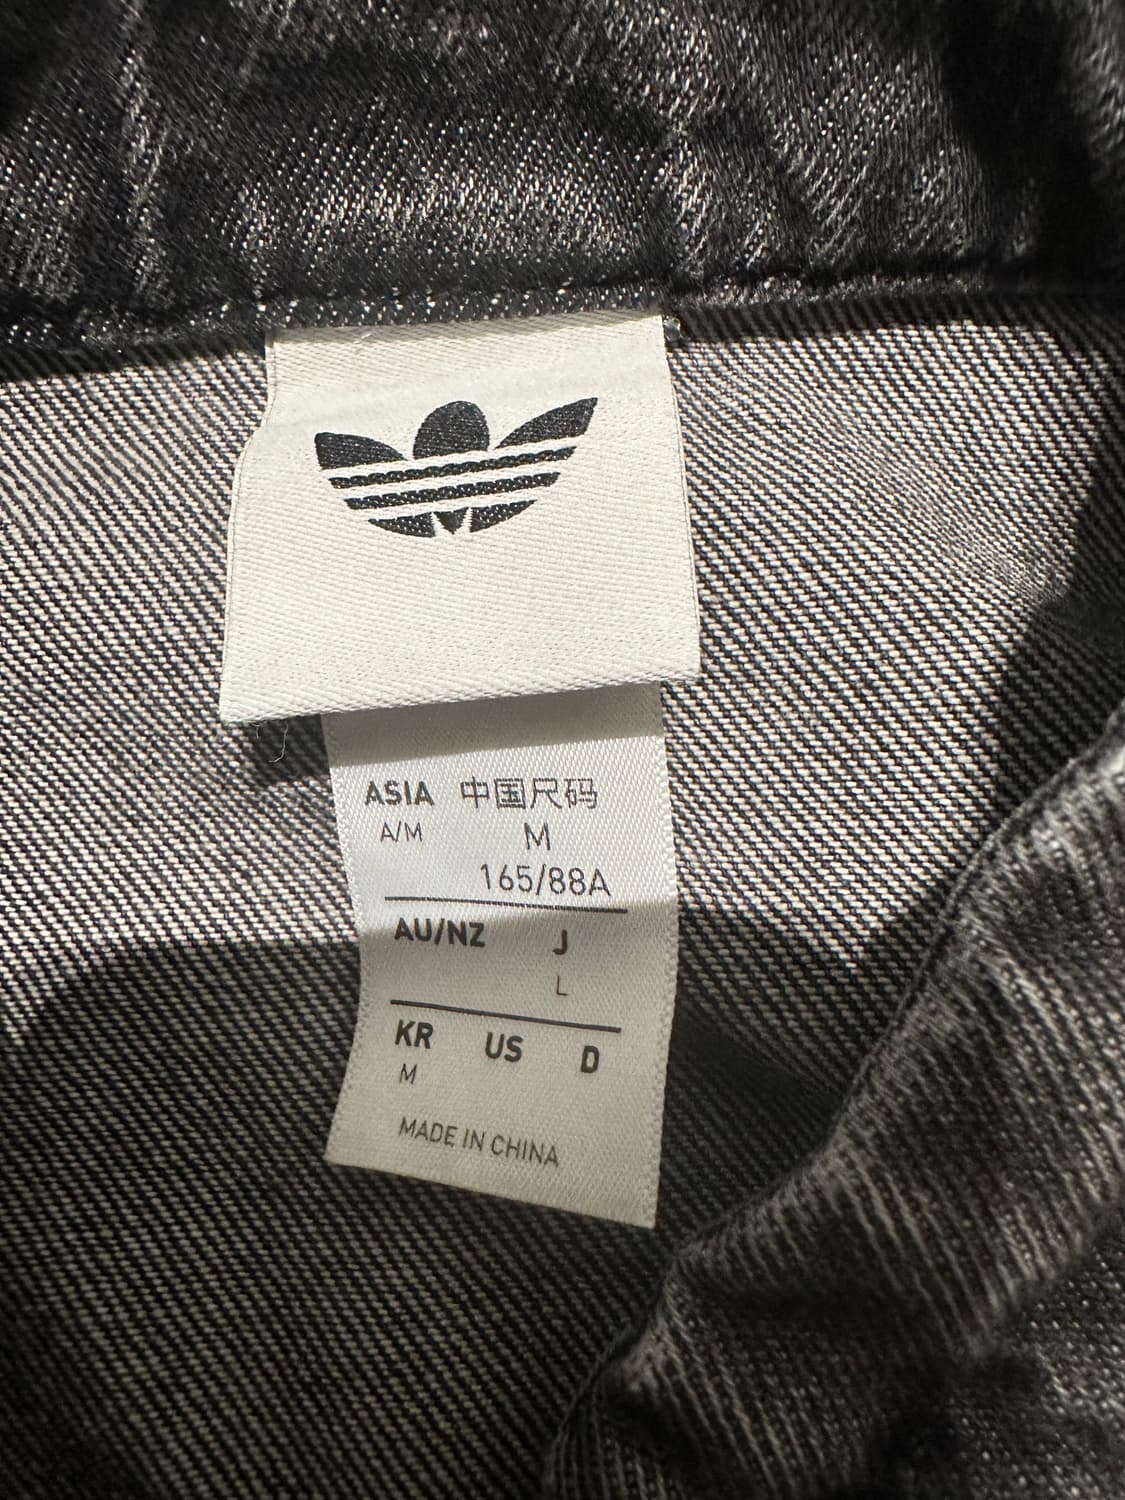 ASIA 中国尺码
A/M M
165/88A
AU/NZ J
L
KR US D
M
MADE IN CHINA